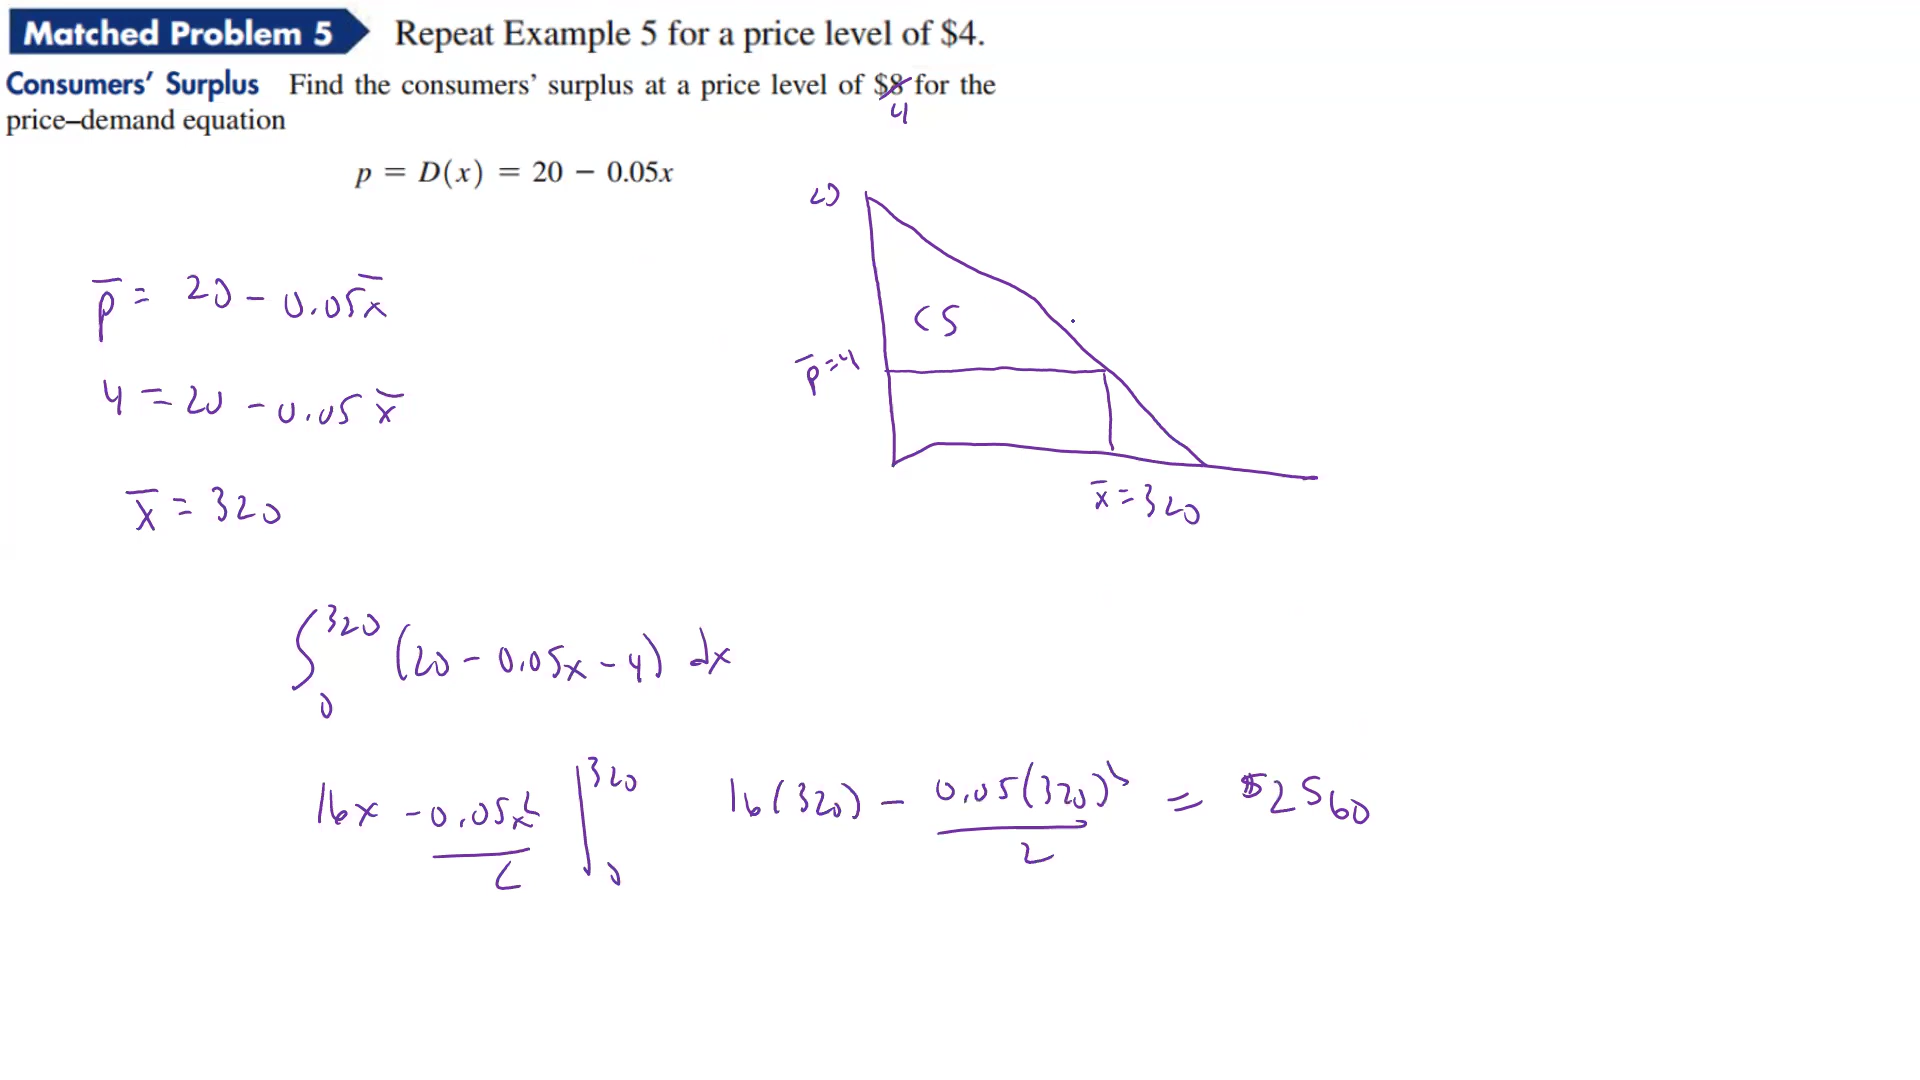 Matched Problem 5 Repeat Example 5 for a price level of $4.
Consumers' Surplus Find the consumers' surplus at a price level of $8 for the
4
price–demand equation
p = D(x) = 20 − 0.05x
20
p̄ = 20 - 0.05x̄
CS
p̄ = 4
4 = 20 - 0.05x̄
x̄ = 320
x̄ = 320
∫₀³²⁰ (20 - 0.05x - 4) dx
16x - 0.05x²/2 |₀³²⁰ 16(320) - 0.05(320)²/2 = $2560